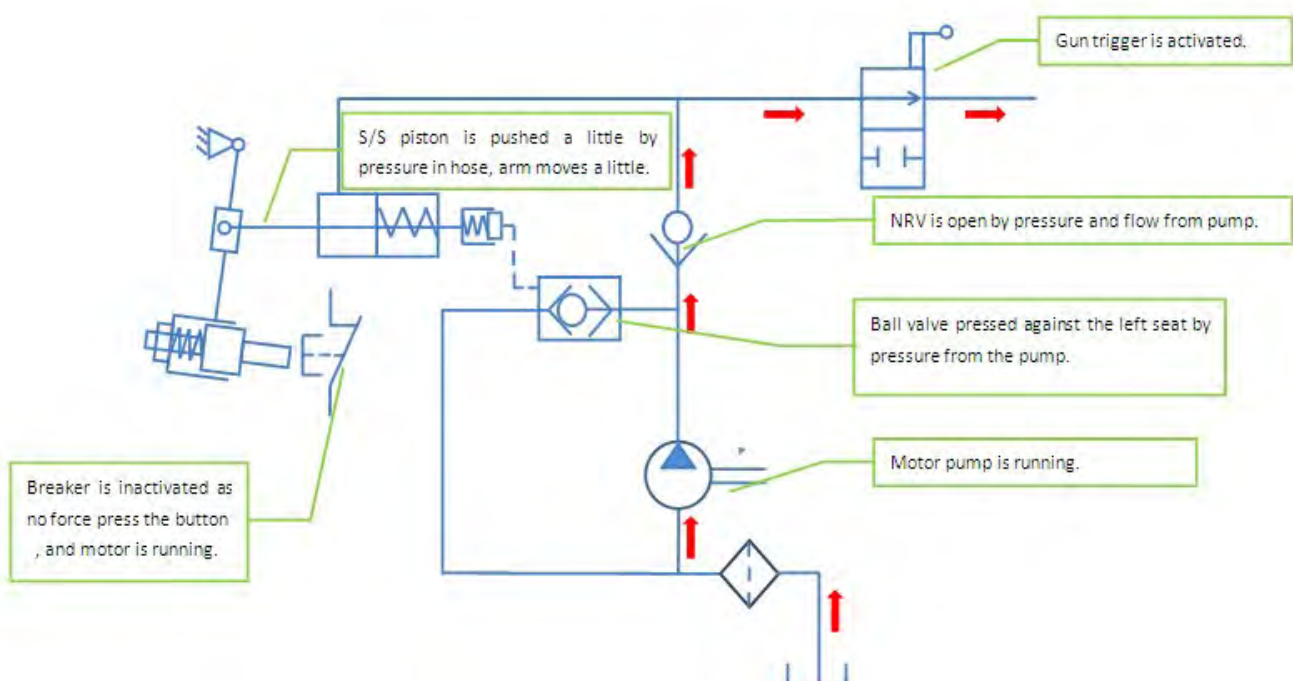 Gun trigger is activated.
S/S piston is pushed a little by
pressure in hose, arm moves a little.
NRV is open by pressure and flow from pump.
Ball valve pressed against the left seat by
pressure from the pump.
P
Motor pump is running.
Breaker is inactivated as
no force press the button
, and motor is running.